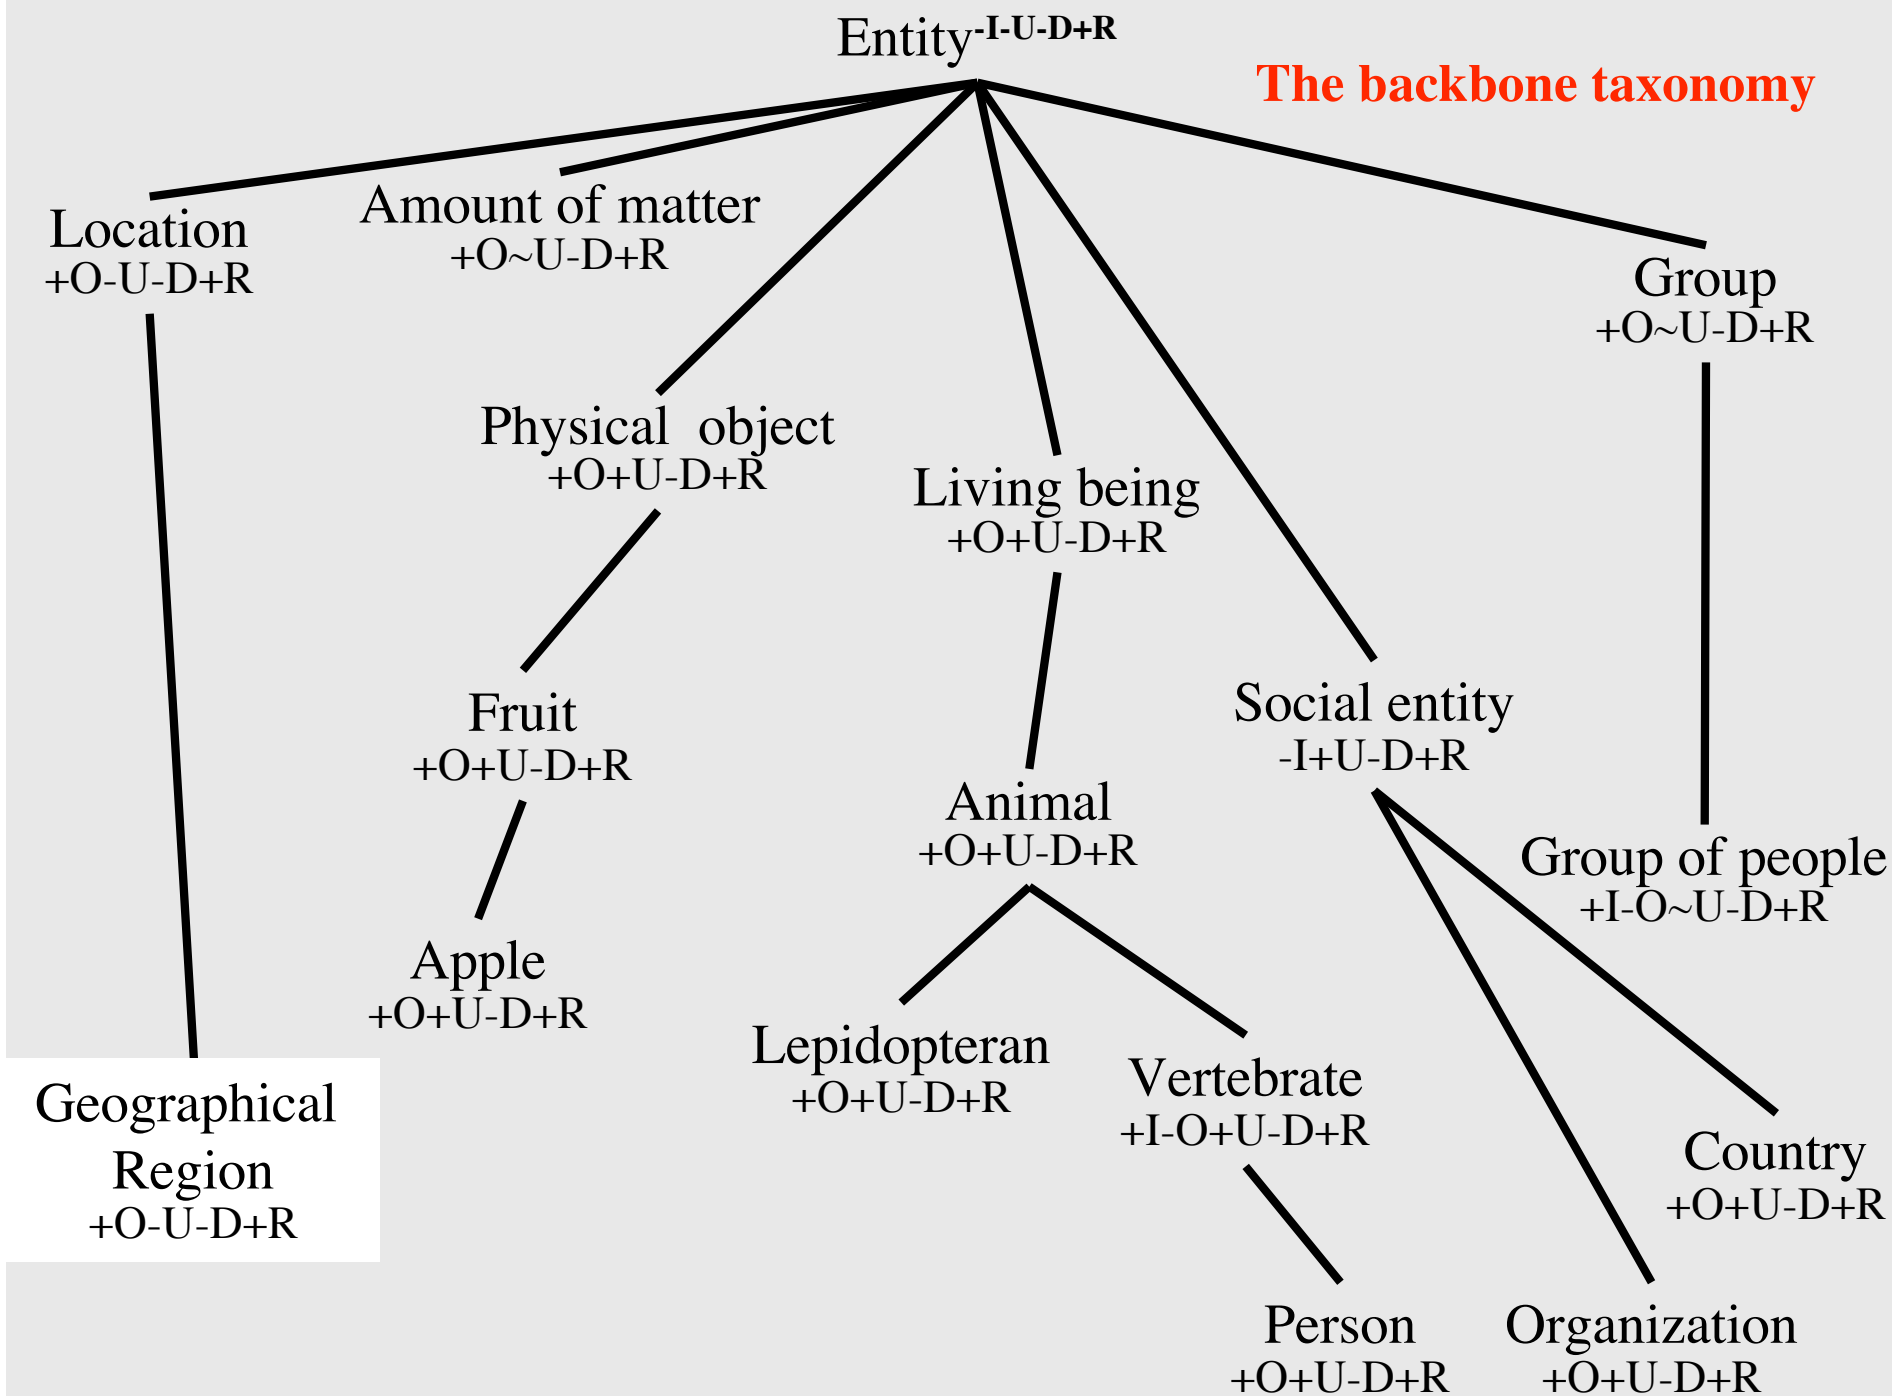 Entity-I-U-D+R
The backbone taxonomy
Location
+O-U-D+R
Amount of matter
+O~U-D+R
Group
+O~U-D+R
Physical object
+O+U-D+R
Living being
+O+U-D+R
Fruit
+O+U-D+R
Social entity
-I+U-D+R
Animal
+O+U-D+R
Group of people
+I-O~U-D+R
Apple
+O+U-D+R
Lepidopteran
+O+U-D+R
Vertebrate
+I-O+U-D+R
Geographical
Region
+O-U-D+R
Country
+O+U-D+R
Person
+O+U-D+R
Organization
+O+U-D+R